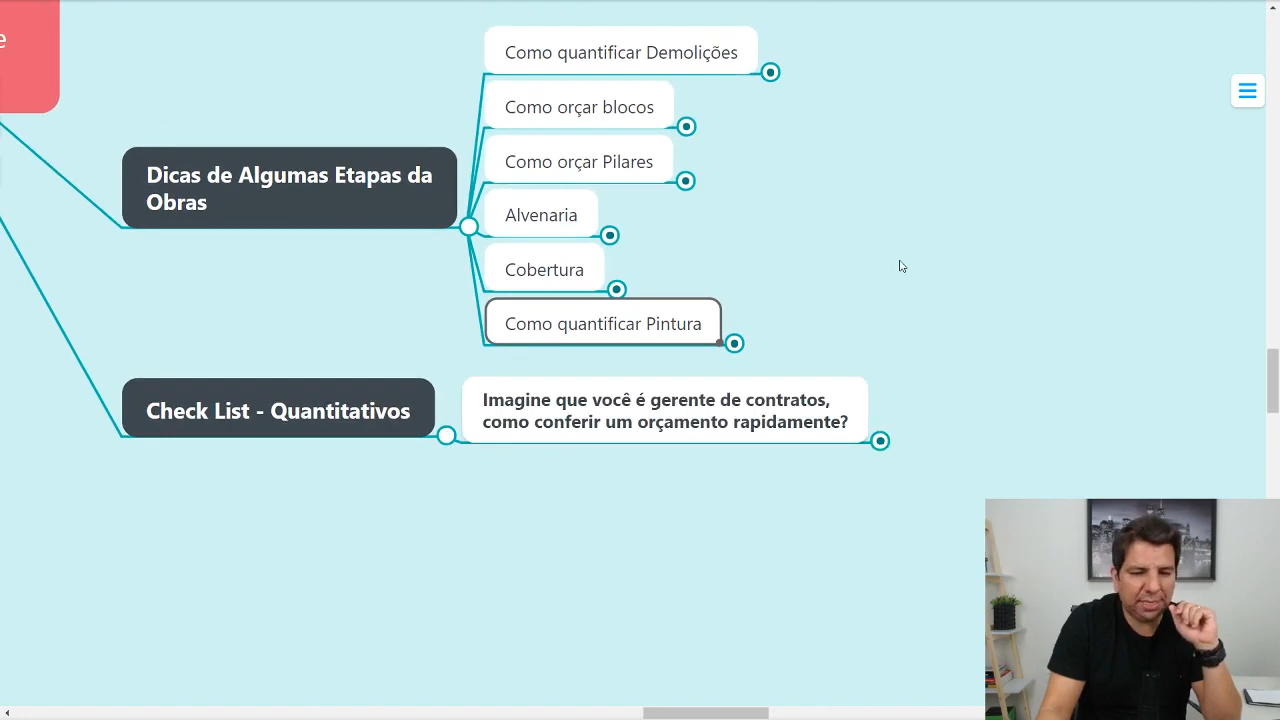 e
Como quantificar Demolições
Como orçar blocos
Como orçar Pilares
Dicas de Algumas Etapas da
Obras
Alvenaria
Cobertura
Como quantificar Pintura
Check List - Quantitativos
Imagine que você é gerente de contratos,
como conferir um orçamento rapidamente?